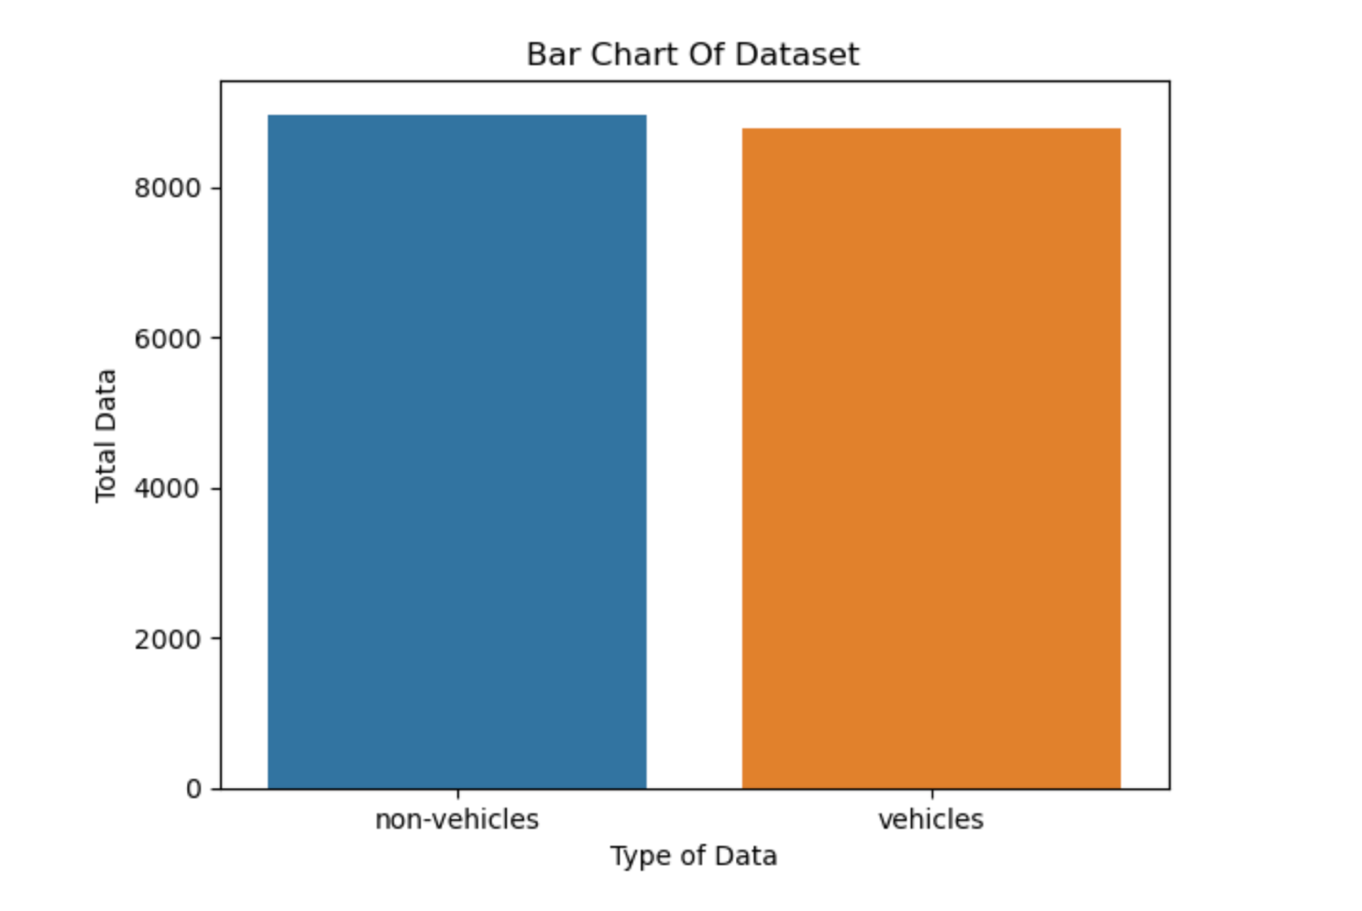 Bar Chart Of Dataset
8000
6000
4000
2000
0
Total Data
non-vehicles
vehicles
Type of Data